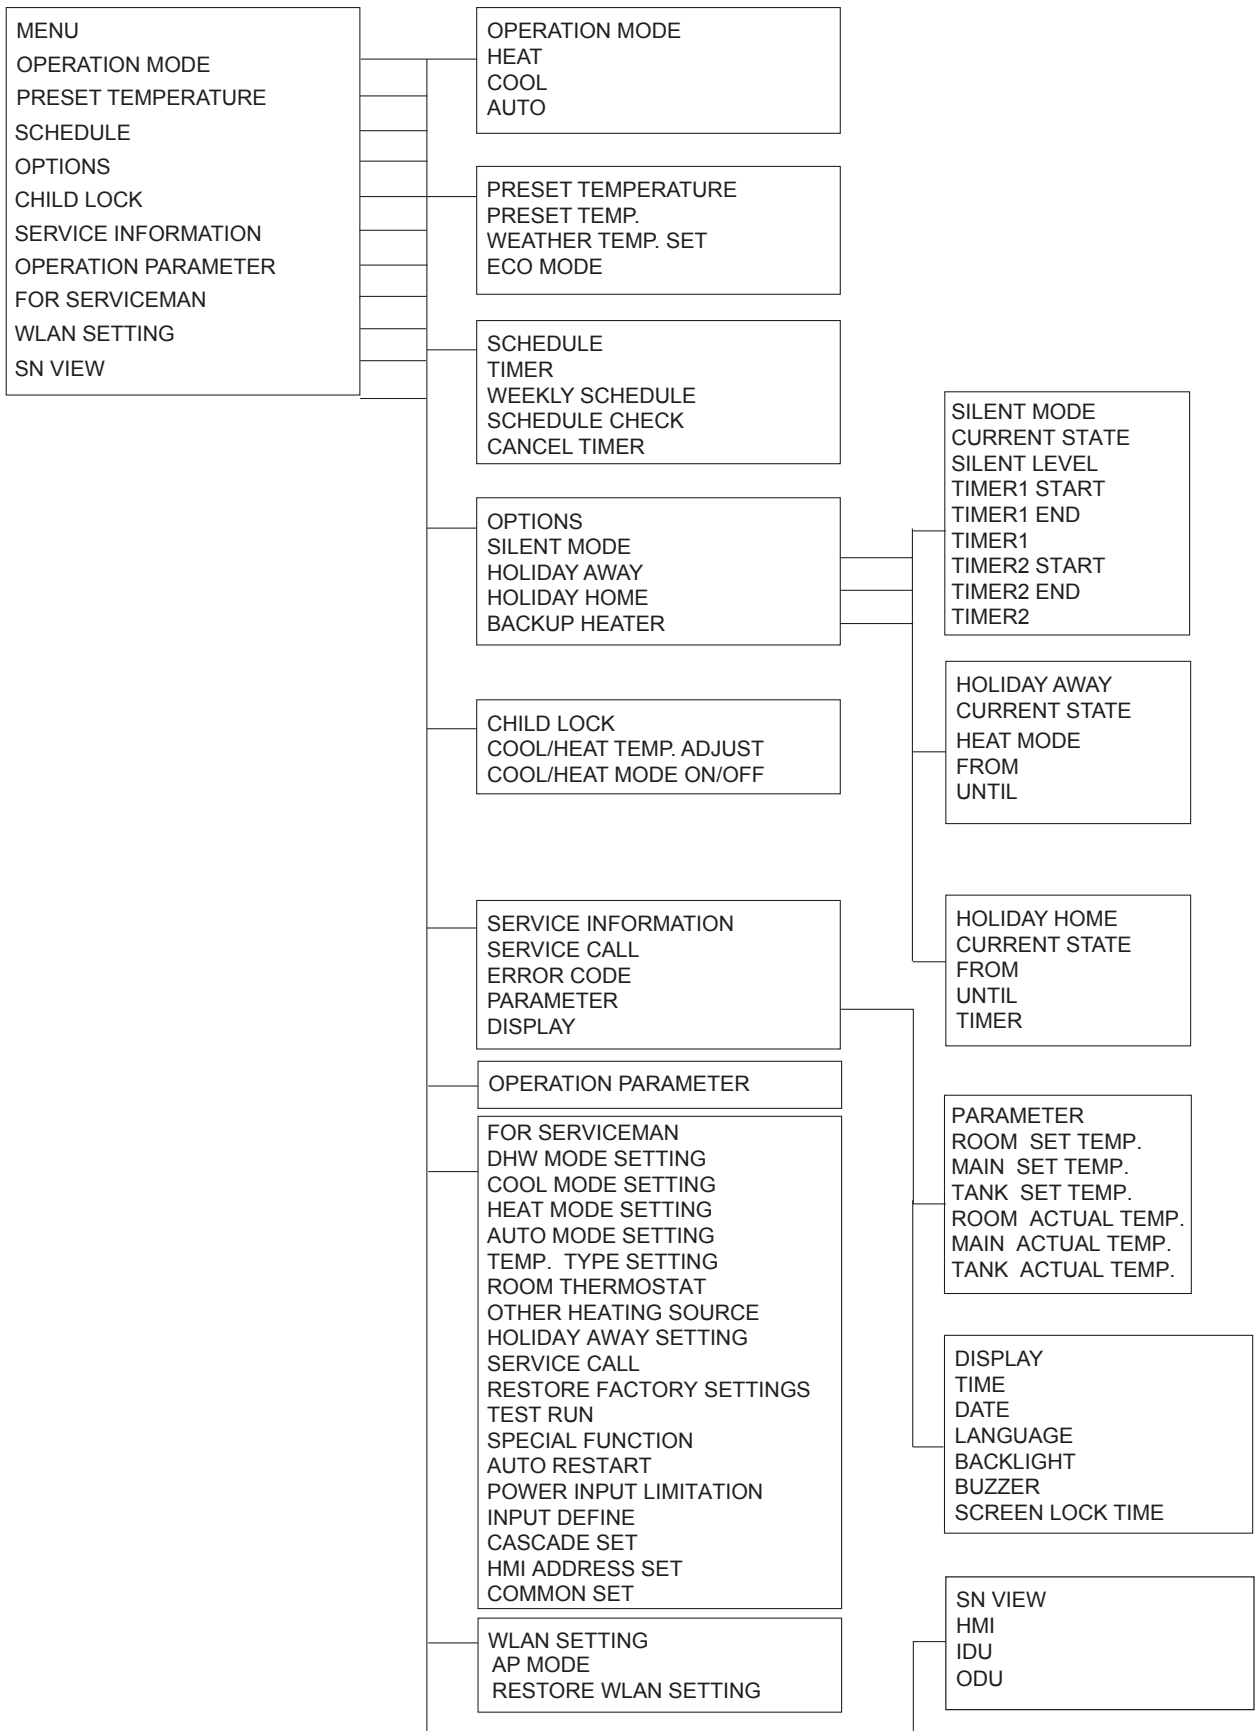 MENU
OPERATION MODE
PRESET TEMPERATURE
SCHEDULE
OPTIONS
CHILD LOCK
SERVICE INFORMATION
OPERATION PARAMETER
FOR SERVICEMAN
WLAN SETTING
SN VIEW
OPERATION MODE
HEAT
COOL
AUTO
PRESET TEMPERATURE
PRESET TEMP.
WEATHER TEMP. SET
ECO MODE
SCHEDULE
TIMER
WEEKLY SCHEDULE
SCHEDULE CHECK
CANCEL TIMER
OPTIONS
SILENT MODE
HOLIDAY AWAY
HOLIDAY HOME
BACKUP HEATER
CHILD LOCK
COOL/HEAT TEMP. ADJUST
COOL/HEAT MODE ON/OFF
SERVICE INFORMATION
SERVICE CALL
ERROR CODE
PARAMETER
DISPLAY
OPERATION PARAMETER
FOR SERVICEMAN
DHW MODE SETTING
COOL MODE SETTING
HEAT MODE SETTING
AUTO MODE SETTING
TEMP. TYPE SETTING
ROOM THERMOSTAT
OTHER HEATING SOURCE
HOLIDAY AWAY SETTING
SERVICE CALL
RESTORE FACTORY SETTINGS
TEST RUN
SPECIAL FUNCTION
AUTO RESTART
POWER INPUT LIMITATION
INPUT DEFINE
CASCADE SET
HMI ADDRESS SET
COMMON SET
WLAN SETTING
AP MODE
RESTORE WLAN SETTING
SILENT MODE
CURRENT STATE
SILENT LEVEL
TIMER1 START
TIMER1 END
TIMER1
TIMER2 START
TIMER2 END
TIMER2
HOLIDAY AWAY
CURRENT STATE
HEAT MODE
FROM
UNTIL
HOLIDAY HOME
CURRENT STATE
FROM
UNTIL
TIMER
PARAMETER
ROOM SET TEMP.
MAIN SET TEMP.
TANK SET TEMP.
ROOM ACTUAL TEMP.
MAIN ACTUAL TEMP.
TANK ACTUAL TEMP.
DISPLAY
TIME
DATE
LANGUAGE
BACKLIGHT
BUZZER
SCREEN LOCK TIME
SN VIEW
HMI
IDU
ODU